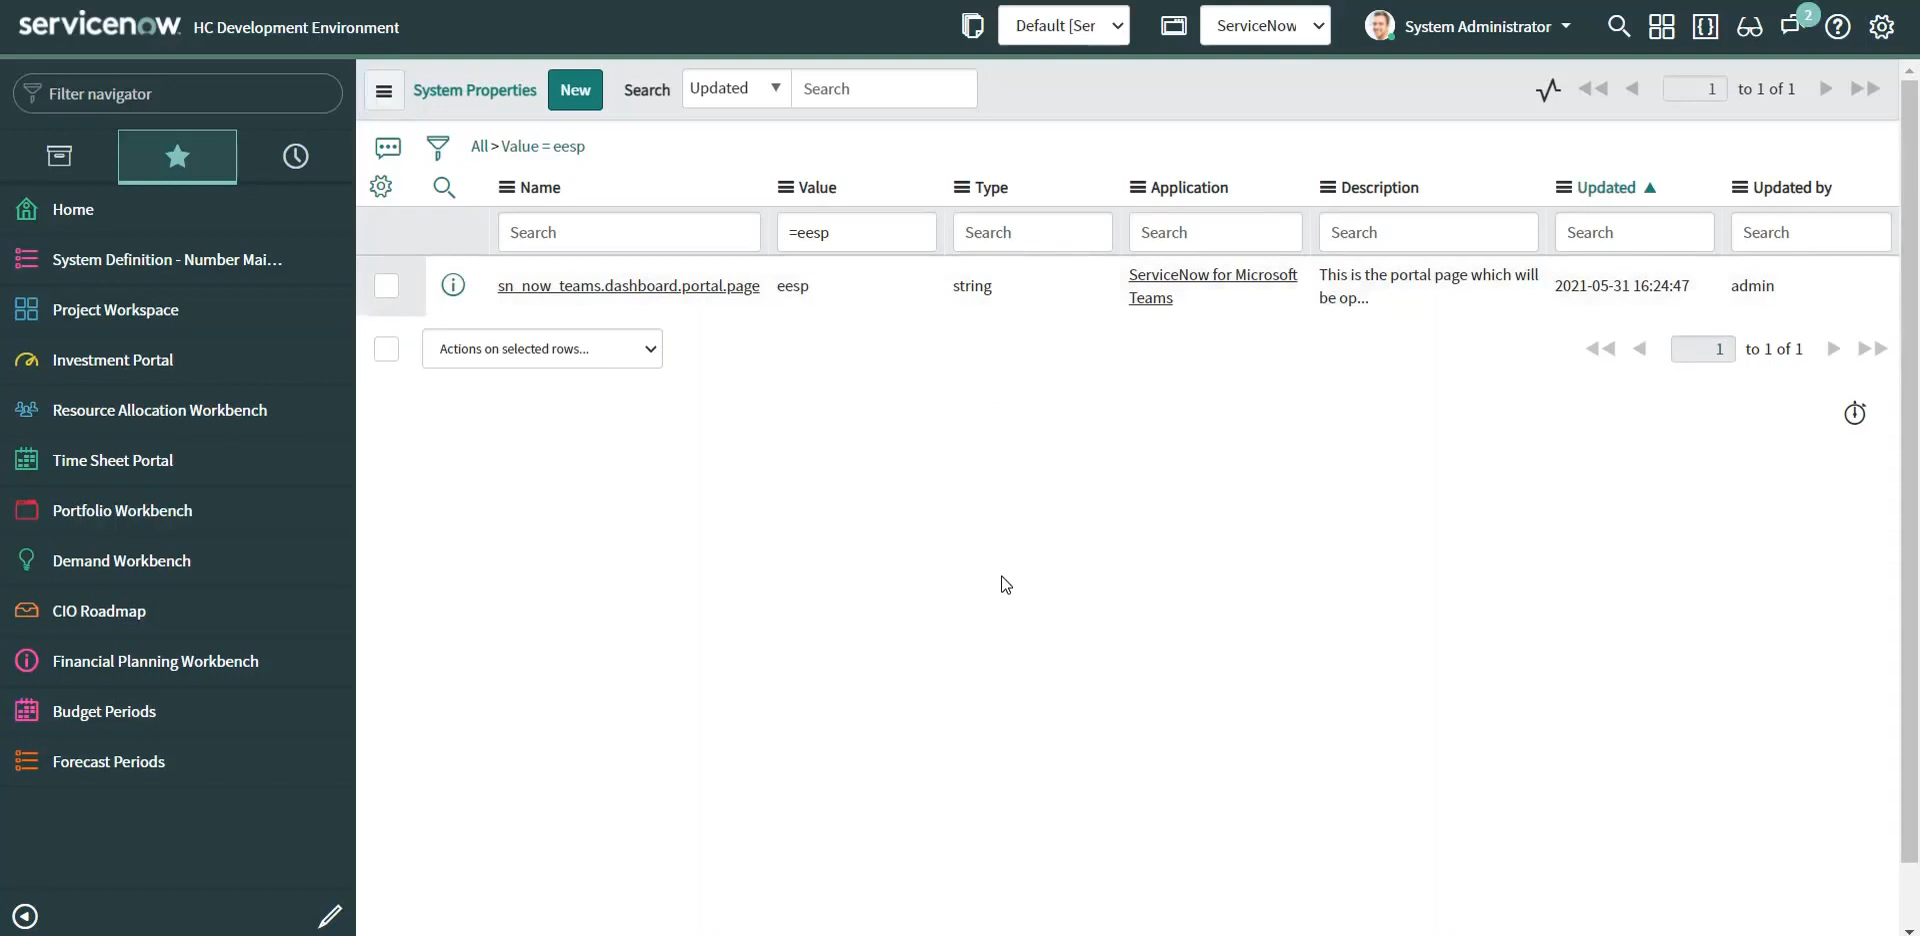 servicenow. HC Development Environment
Default [Ser
ServiceNow
System Administrator
2
Filter navigator
Home
System Definition - Number Mai...
Project Workspace
Investment Portal
Resource Allocation Workbench
Time Sheet Portal
Portfolio Workbench
Demand Workbench
CIO Roadmap
Financial Planning Workbench
Budget Periods
Forecast Periods
System Properties New Search Updated Search
1 to 1 of 1
All > Value = eesp
Name Value Type Application Description Updated Updated by
Search =eesp Search Search Search Search Search
sn_now_teams.dashboard.portal.page eesp string ServiceNow for Microsoft Teams This is the portal page which will be op... 2021-05-31 16:24:47 admin
Actions on selected rows...
1 to 1 of 1